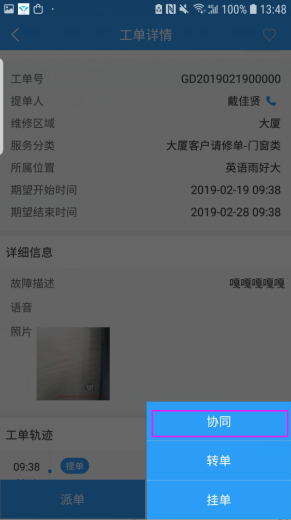 100% 13:48
工单详情
工单号 GD2019021900000
提单人 戴佳贤
维修区域 大厦
服务分类 大厦客户请修单-门窗类
所属位置 英语雨好大
期望开始时间 2019-02-19 09:38
期望结束时间 2019-02-28 09:38
详细信息
故障描述 嘎嘎嘎嘎嘎
语音
照片
工单轨迹
09:38 提单
协同
转单
派单 挂单